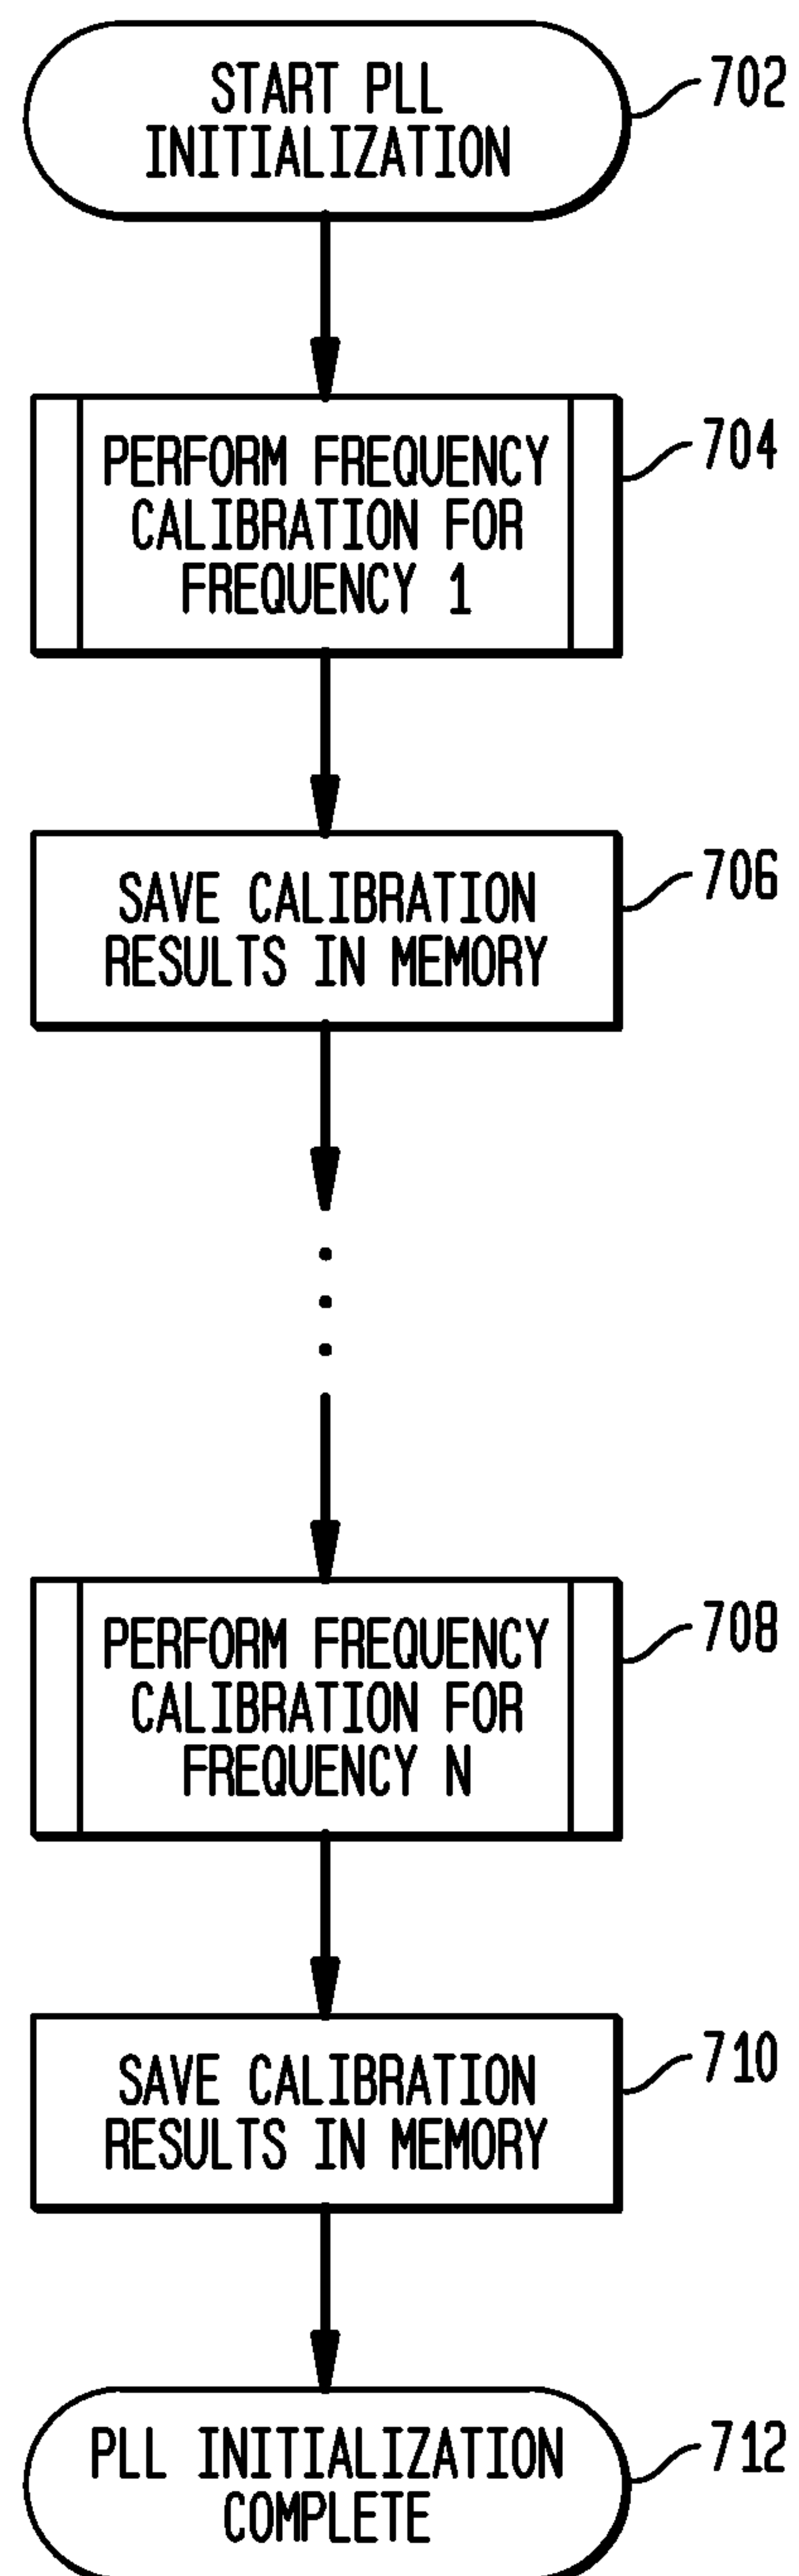 START PLL
INITIALIZATION
702
PERFORM FREQUENCY
CALIBRATION FOR
FREQUENCY 1
704
SAVE CALIBRATION
RESULTS IN MEMORY
706
PERFORM FREQUENCY
CALIBRATION FOR
FREQUENCY N
708
SAVE CALIBRATION
RESULTS IN MEMORY
710
PLL INITIALIZATION
COMPLETE
712